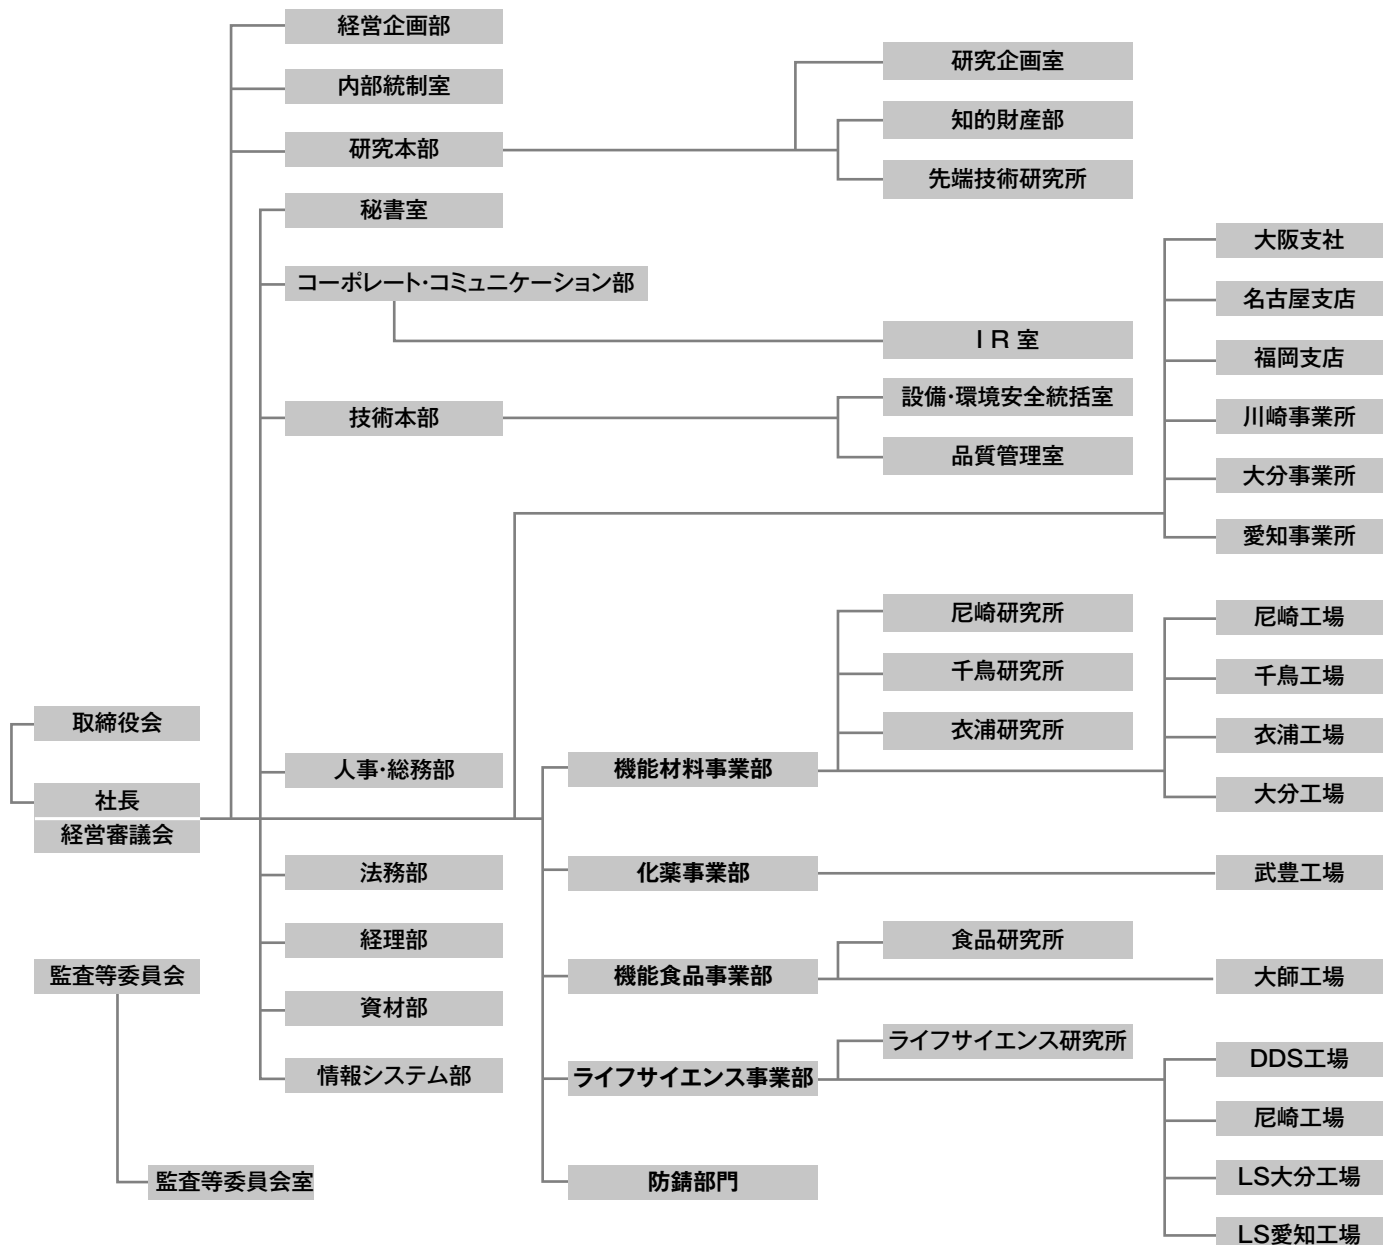 経営企画部
内部統制室
研究本部
研究企画室
知的財産部
先端技術研究所
秘書室
コーポレート・コミュニケーション部
IR室
技術本部
設備・環境安全統括室
品質管理室
大阪支社
名古屋支店
福岡支店
川崎事業所
大分事業所
愛知事業所
取締役会
社長
経営審議会
人事・総務部
法務部
経理部
資材部
情報システム部
監査等委員会
監査等委員会室
機能材料事業部
尼崎研究所
千鳥研究所
衣浦研究所
尼崎工場
千鳥工場
衣浦工場
大分工場
化薬事業部
武豊工場
機能食品事業部
食品研究所
大師工場
ライフサイエンス事業部
ライフサイエンス研究所
DDS工場
尼崎工場
LS大分工場
LS愛知工場
防錆部門